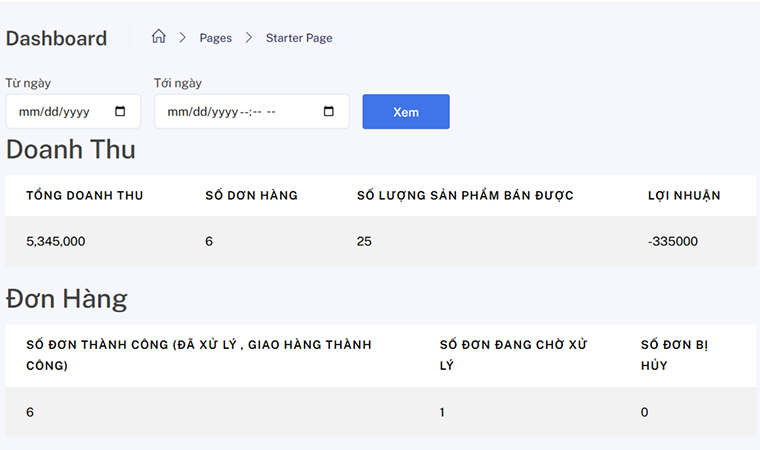 Dashboard
Pages
Starter Page
Từ ngày
Tới ngày
mm/dd/yyyy
mm/dd/yyyy --:-- --
Xem
Doanh Thu
TỔNG DOANH THU
SỐ DƠN HÀNG
SỐ LƯỢNG SẢN PHẨM BÁN ĐƯỢC
LỢI NHUẬN
5,345,000
6
25
-335000
Đơn Hàng
SỐ ĐƠN THÀNH CÔNG (ĐÃ XỬ LÝ , GIAO HÀNG THÀNH
CÔNG)
SỐ ĐƠN ĐANG CHỜ XỬ
LÝ
SỐ ĐƠN BỊ
HỦY
6
1
0